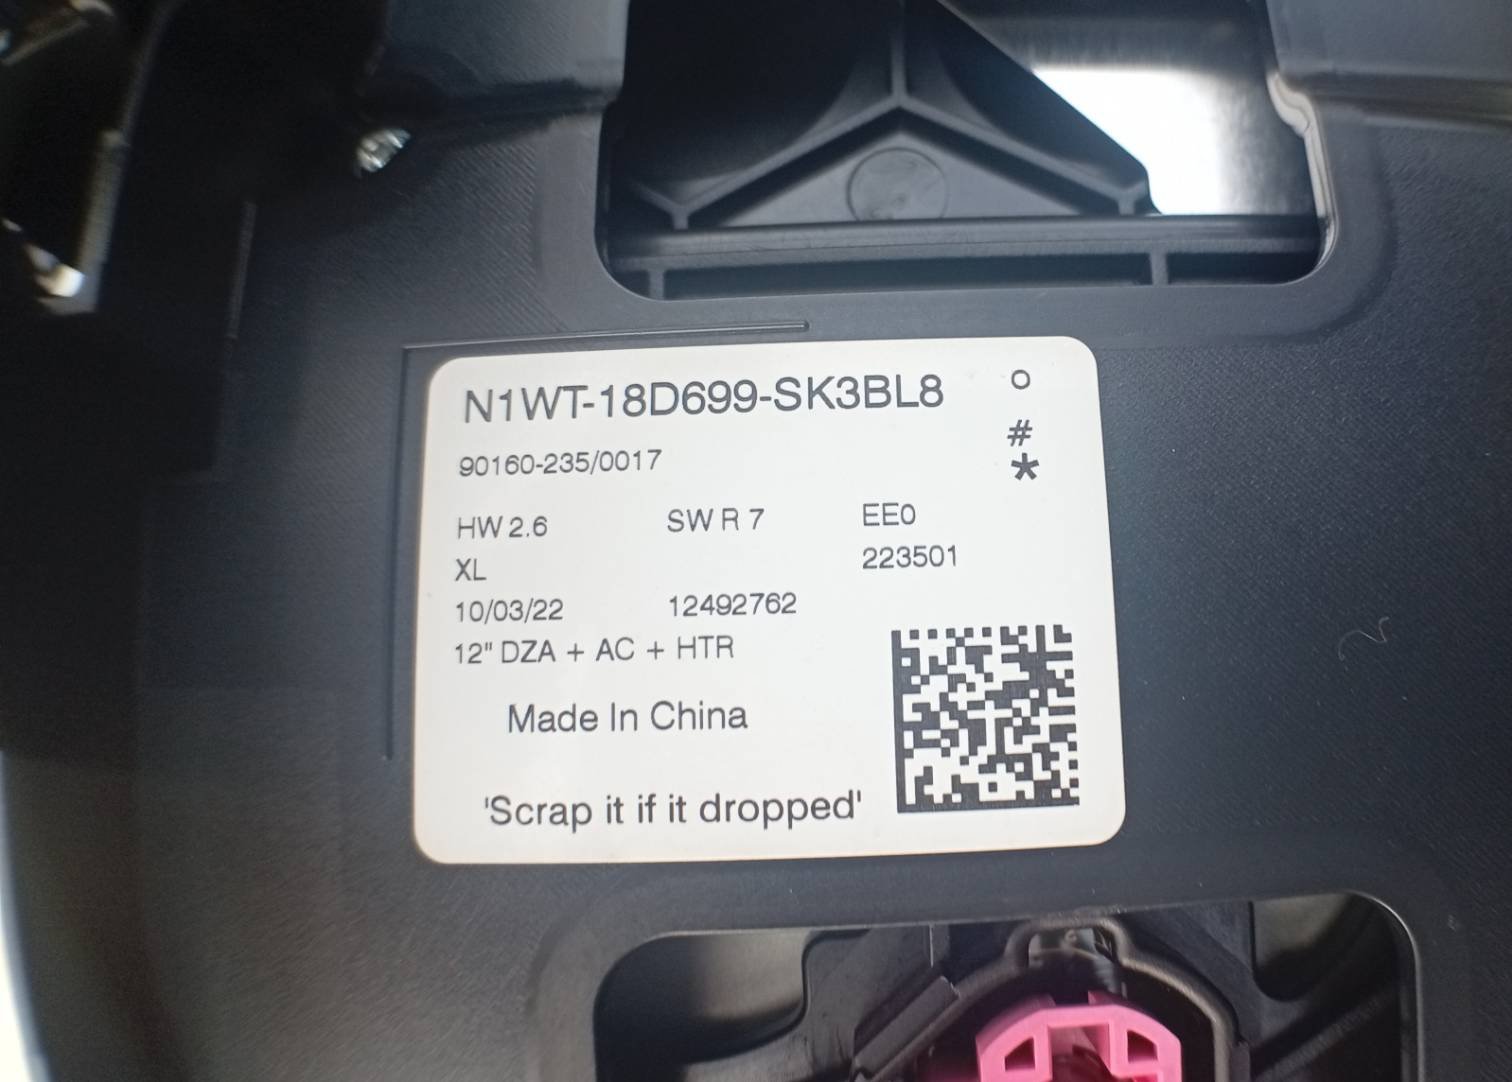 N1WT-18D699-SK3BL8 °
#
90160-235/0017 *
HW 2.6 SW R 7 EE0
XL 223501
10/03/22 12492762
12" DZA + AC + HTR
Made In China
'Scrap it if it dropped'